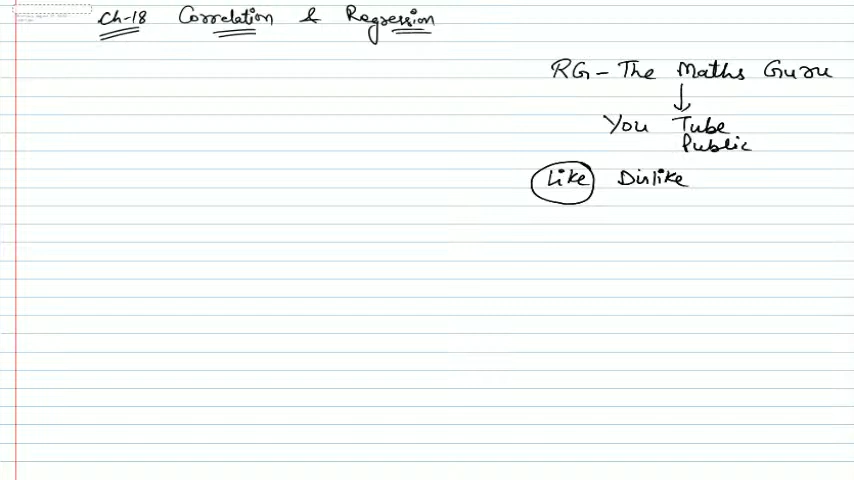 Ch-18 Correlation & Regression
RG - The Maths Guru
You Tube
Public
Like Dislike